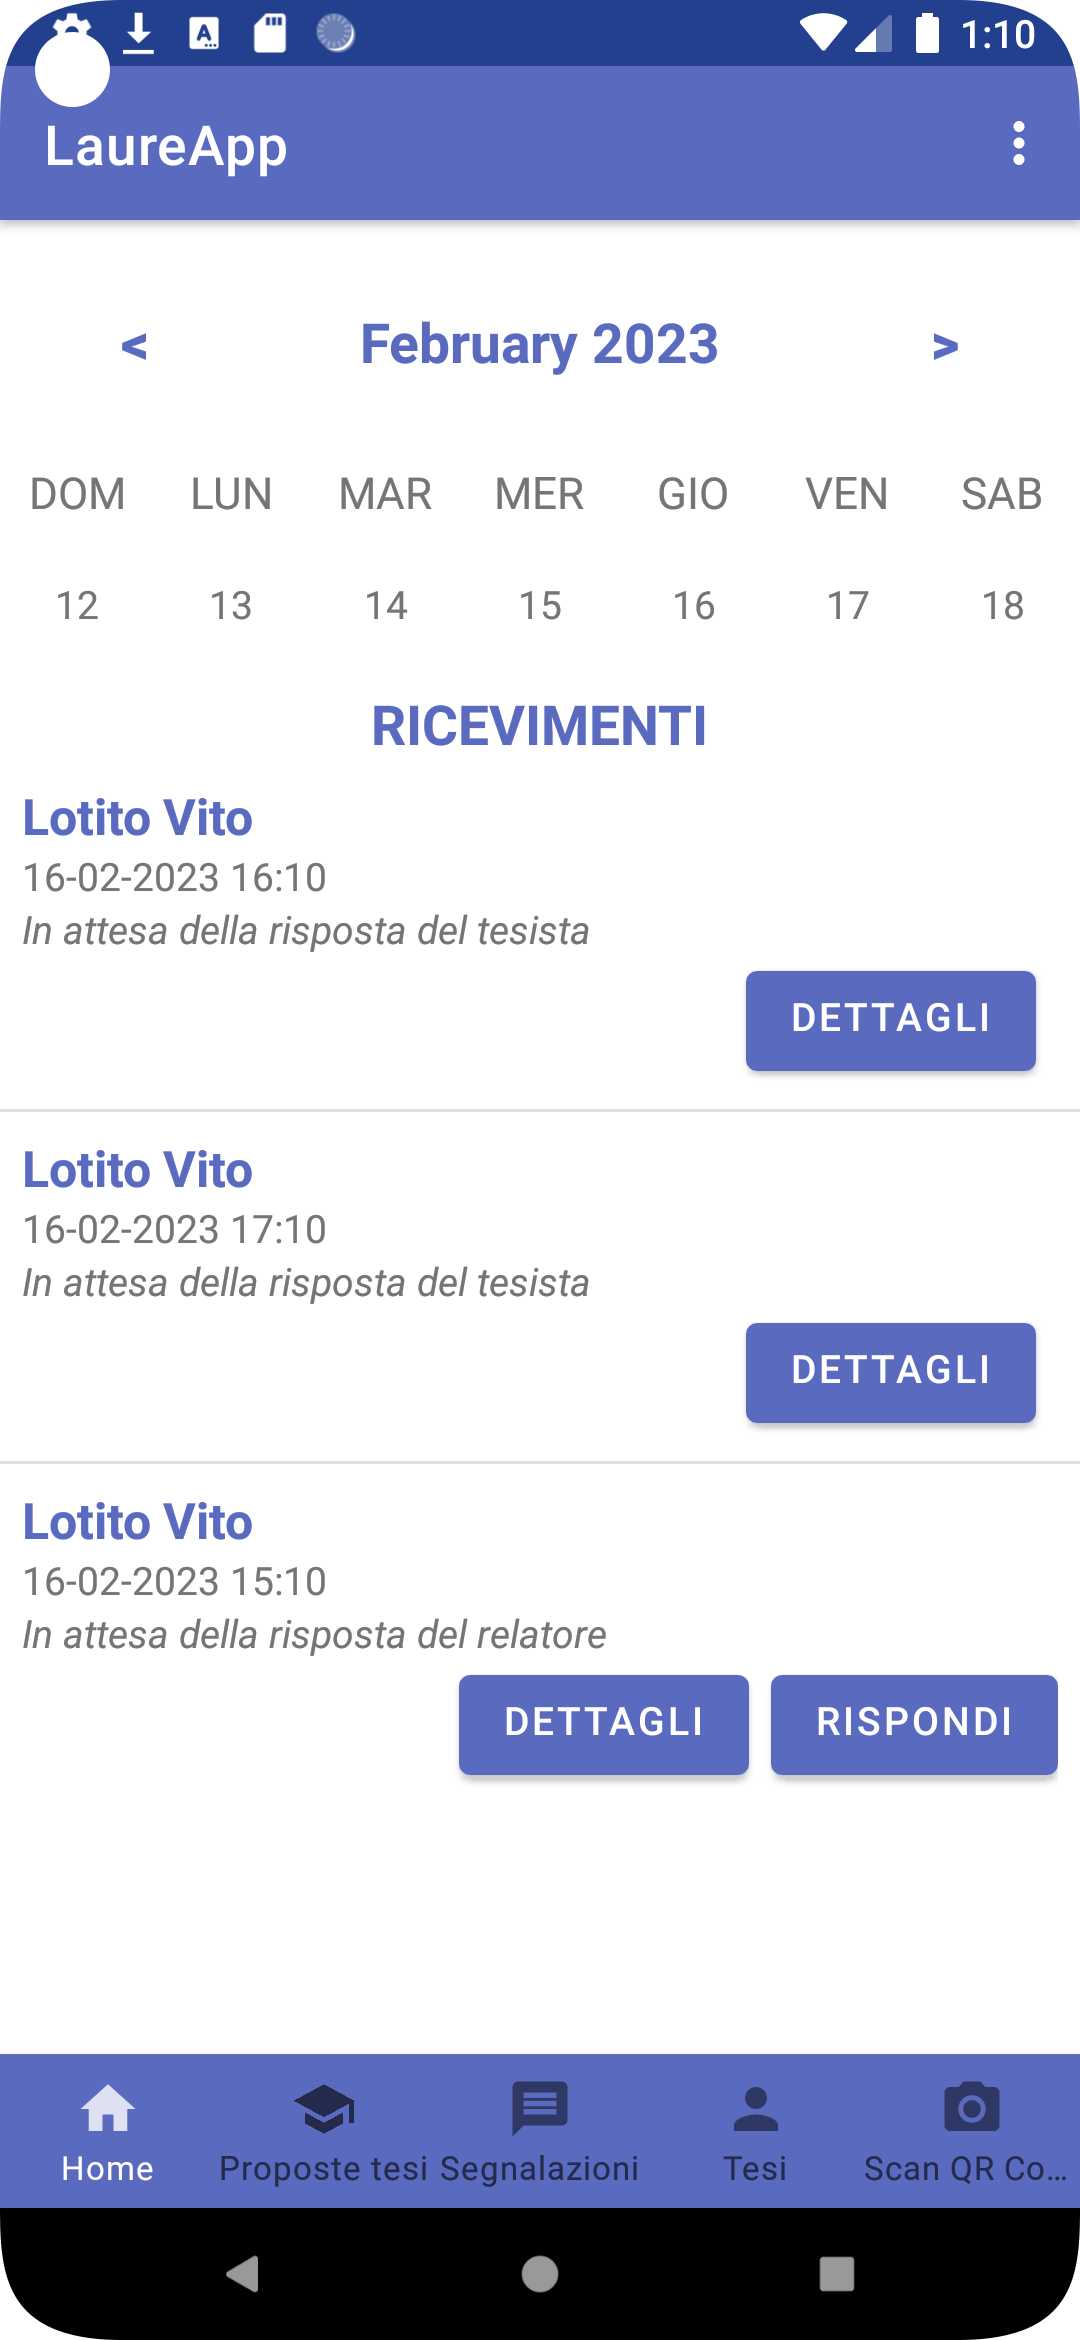 1:10
LaureApp
< February 2023 >
DOM LUN MAR MER GIO VEN SAB
12 13 14 15 16 17 18
RICEVIMENTI
Lotito Vito
16-02-2023 16:10
In attesa della risposta del tesista
DETTAGLI
Lotito Vito
16-02-2023 17:10
In attesa della risposta del tesista
DETTAGLI
Lotito Vito
16-02-2023 15:10
In attesa della risposta del relatore
DETTAGLI RISPONDI
Home Proposte tesi Segnalazioni Tesi Scan QR Co...